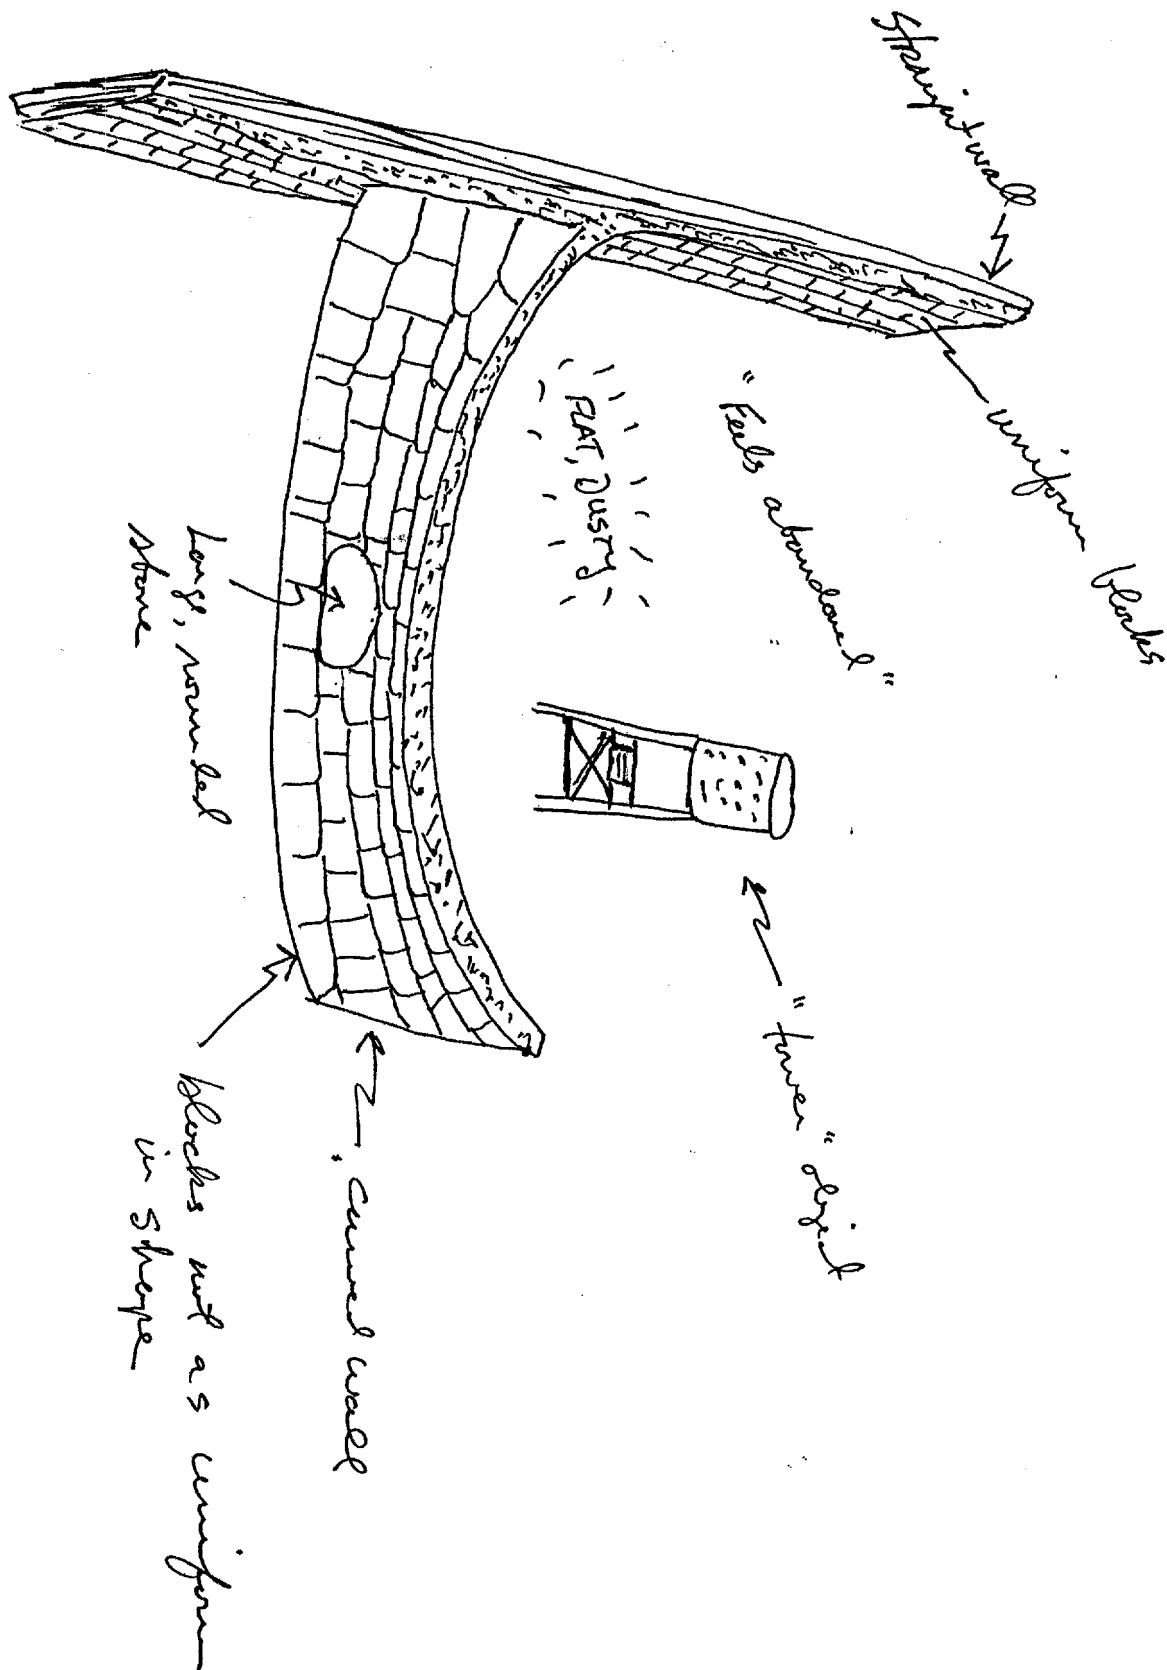 Straight wall
uniform blocks
"Feels abandoned"
FLAT, DUSTY
"tower" object
Large, rounded
stone
curved wall
blocks not as uniform
in shape